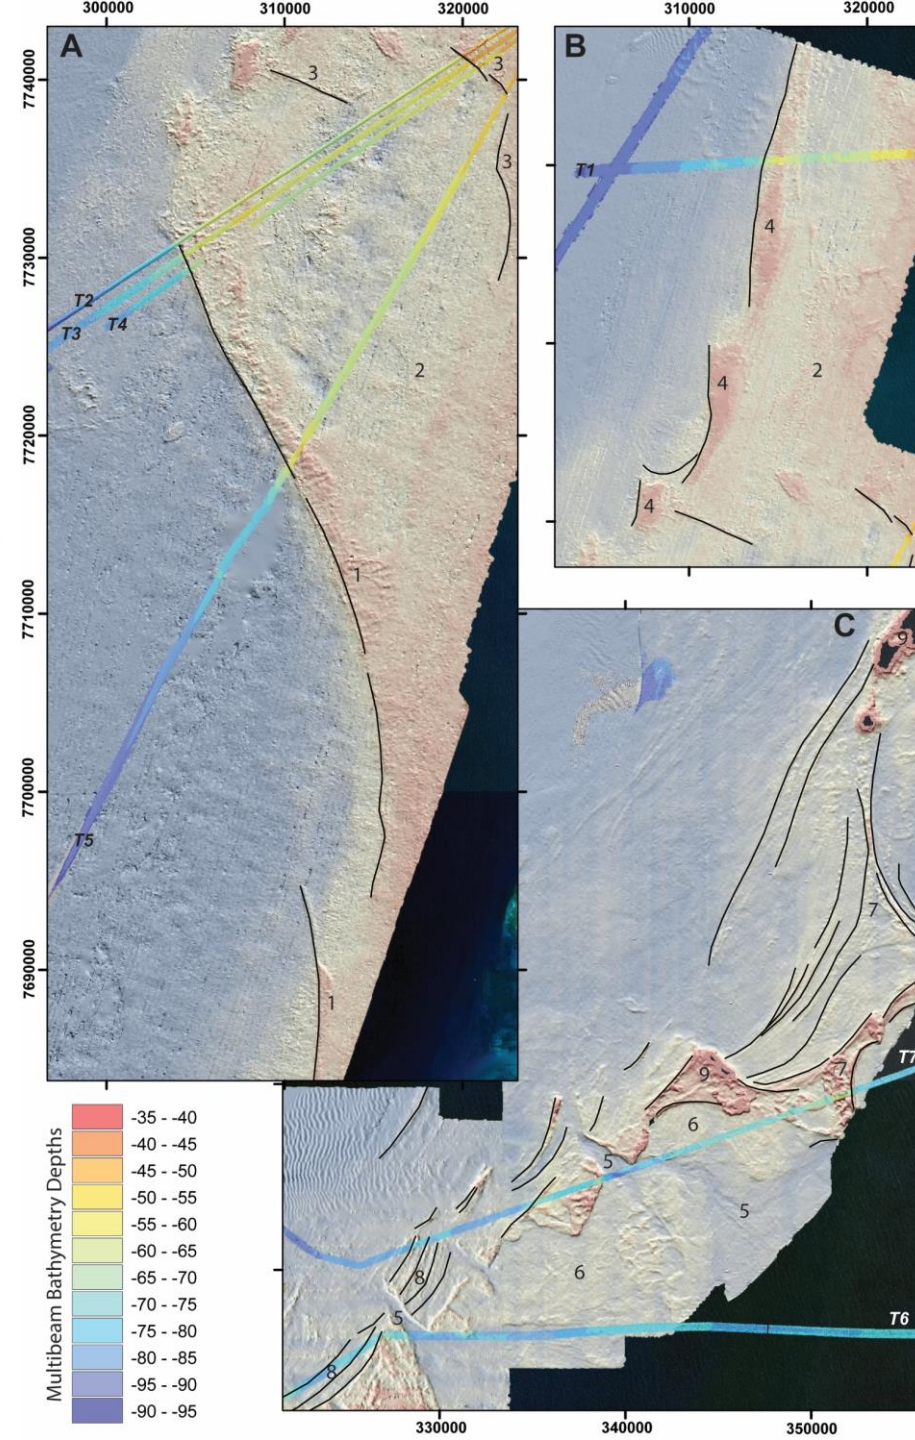 300000 310000 320000
310000 320000
A
B
3
3
3
7740000
T1
4
7730000
T2
T3
T4
2
4
2
7720000
4
1
7710000
C
9
7700000
T5
7
7690000
1
T7
9
7
6
5
5
6
8
5
T6
8
Multibeam Bathymetry Depths
-35 - -40
-40 - -45
-45 - -50
-50 - -55
-55 - -60
-60 - -65
-65 - -70
-70 - -75
-75 - -80
-80 - -85
-95 - -90
-90 - -95
330000 340000 350000